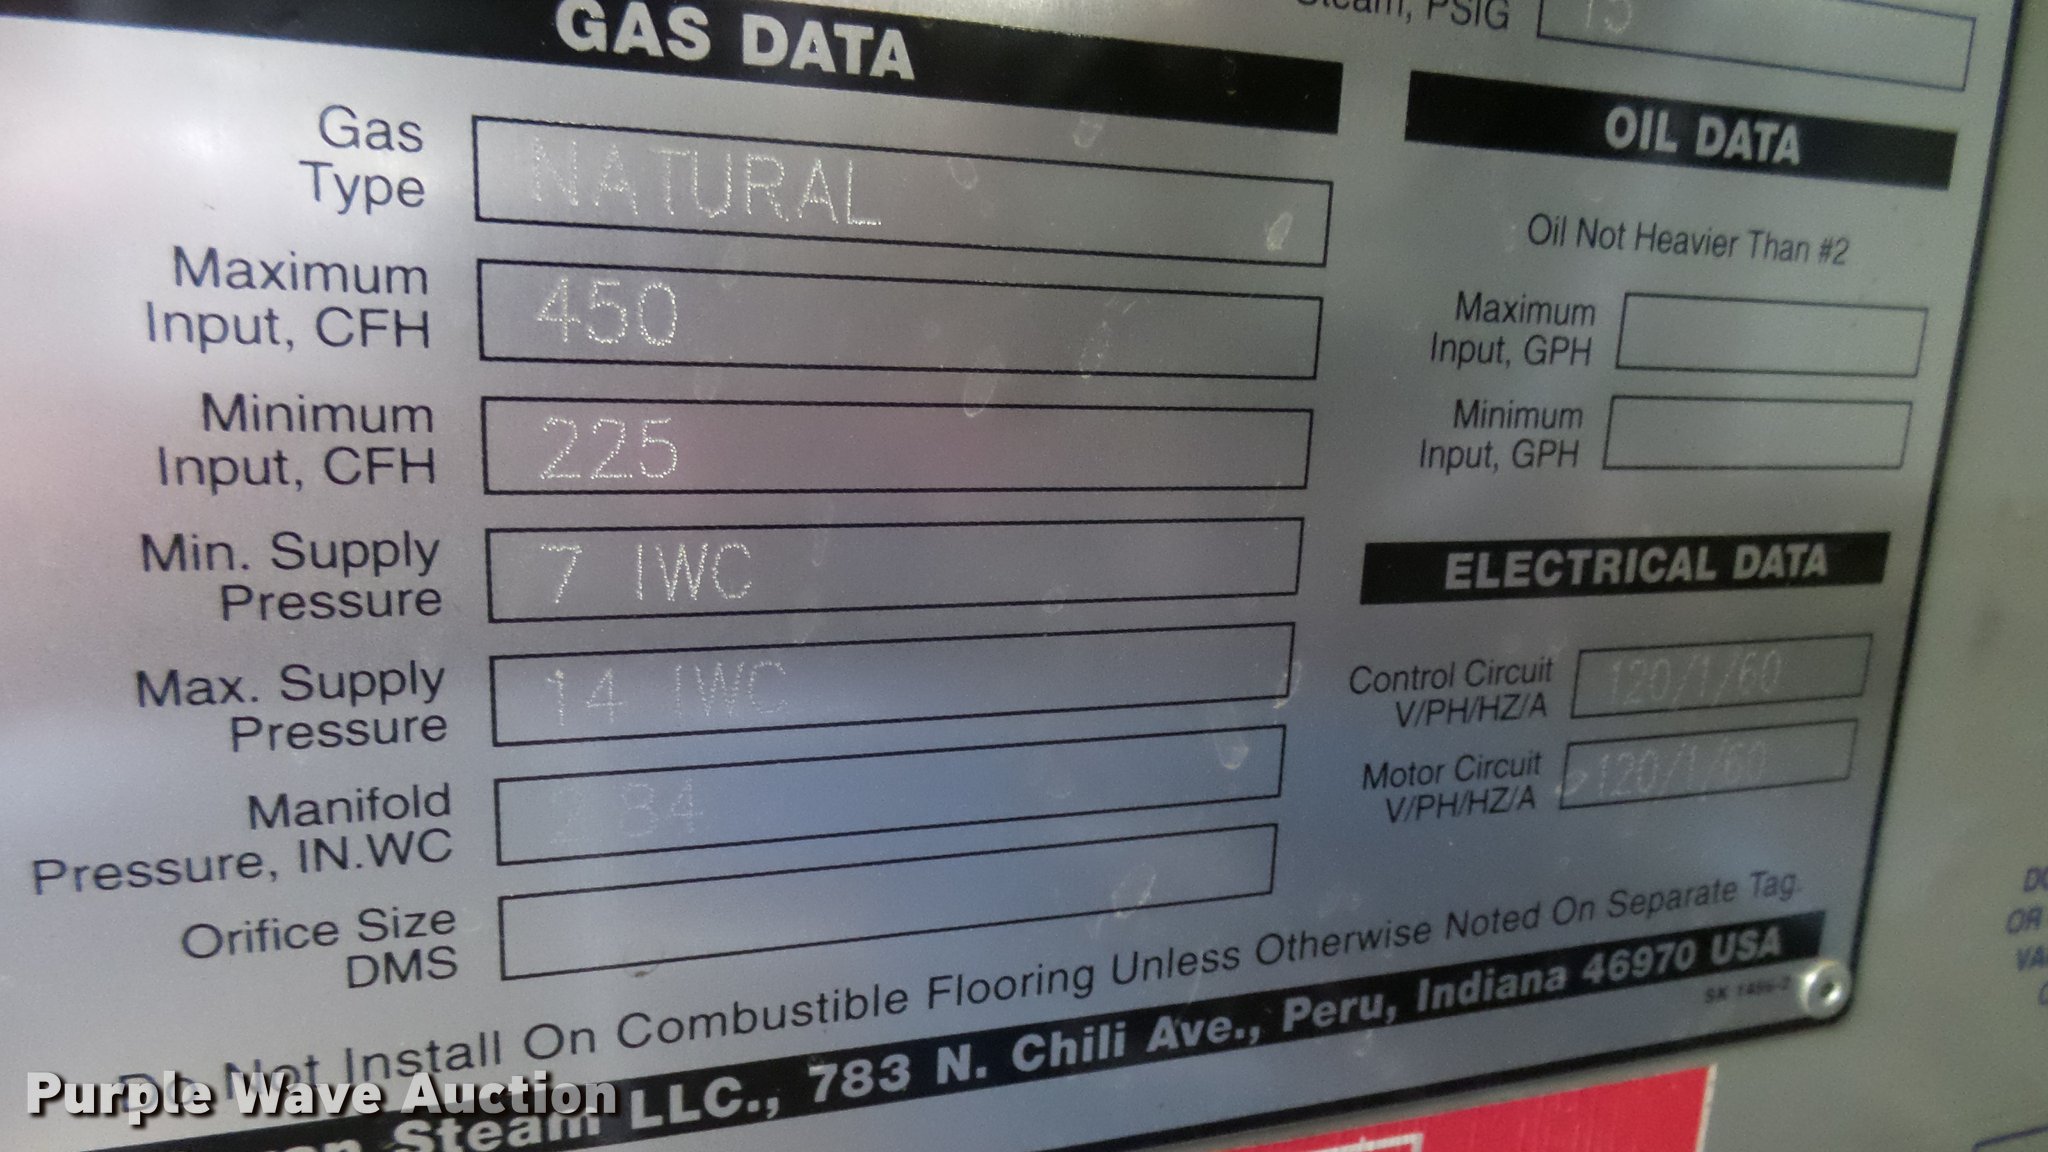 Steam, PSIG 15
GAS DATA
Gas
Type
NATURAL
Maximum
Input, CFH
450
Minimum
Input, CFH
225
Min. Supply
Pressure
7 IWC
Max. Supply
Pressure
14 IWC
Manifold
Pressure, IN.WC
Orifice Size
DMS
OIL DATA
Oil Not Heavier Than #2
Maximum
Input, GPH
Minimum
Input, GPH
ELECTRICAL DATA
Control Circuit
V/PH/HZ/A
120/1/60
Motor Circuit
V/PH/HZ/A
120/1/60
Do Not Install On Combustible Flooring Unless Otherwise Noted On Separate Tag.
Steam LLC., 783 N. Chili Ave., Peru, Indiana 46970 USA
Purple Wave Auction